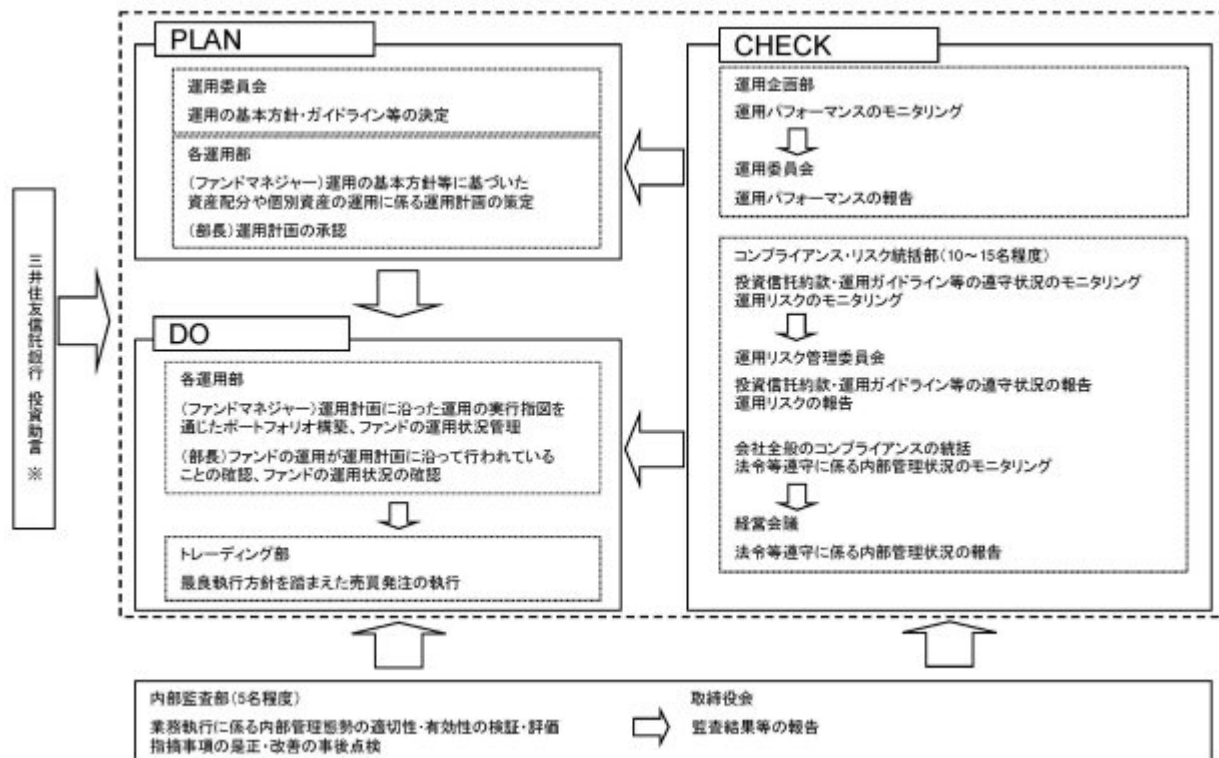 三井住友信託銀行 投資助言 ※
PLAN
運用委員会
運用の基本方針・ガイドライン等の決定
各運用部
(ファンドマネジャー)運用の基本方針等に基づいた
資産配分や個別資産の運用に係る運用計画の策定
(部長)運用計画の承認
DO
各運用部
(ファンドマネジャー)運用計画に沿った運用の実行指図を
通じたポートフォリオ構築、ファンドの運用状況管理
(部長)ファンドの運用が運用計画に沿って行われている
ことの確認、ファンドの運用状況の確認
トレーディング部
最良執行方針を踏まえた売買発注の執行
CHECK
運用企画部
運用パフォーマンスのモニタリング
運用委員会
運用パフォーマンスの報告
コンプライアンス・リスク統括部(10～15名程度)
投資信託約款・運用ガイドライン等の遵守状況のモニタリング
運用リスクのモニタリング
運用リスク管理委員会
投資信託約款・運用ガイドライン等の遵守状況の報告
運用リスクの報告
会社全般のコンプライアンスの統括
法令等遵守に係る内部管理状況のモニタリング
経営会議
法令等遵守に係る内部管理状況の報告
内部監査部(5名程度)
業務執行に係る内部管理態勢の適切性・有効性の検証・評価
指摘事項の是正・改善の事後点検
取締役会
監査結果等の報告